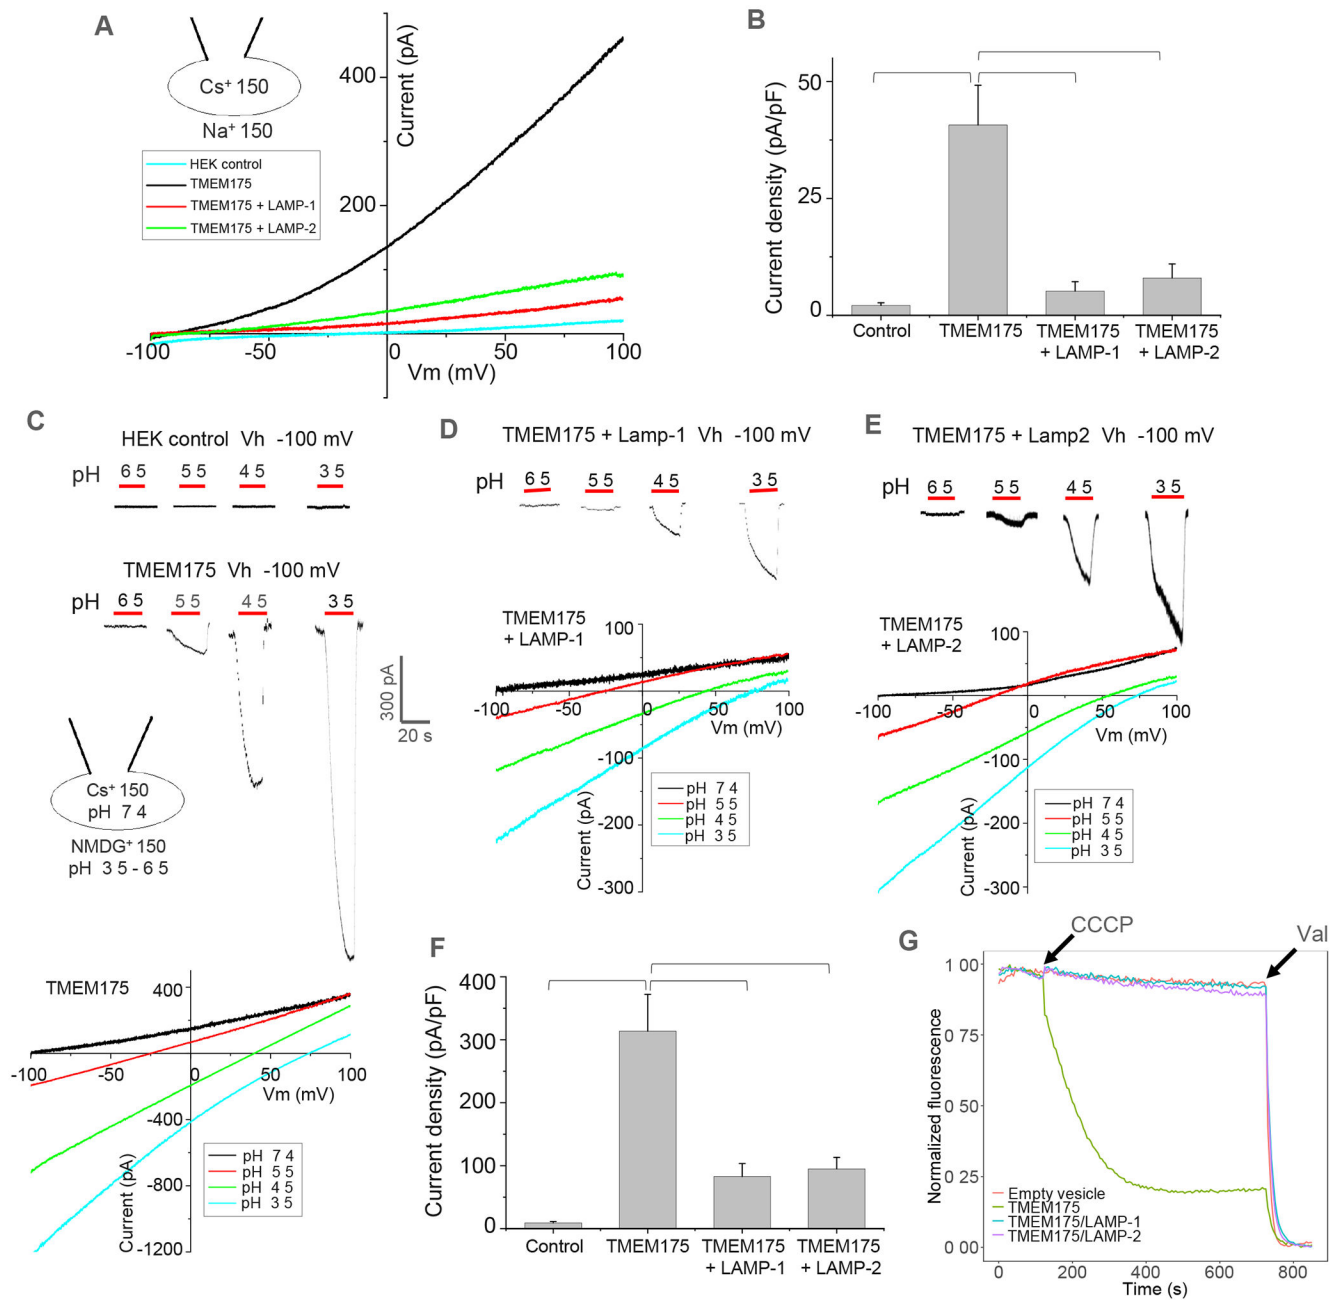 A
Cs+ 150
Na+ 150
HEK control
TMEM175
TMEM175 + LAMP-1
TMEM175 + LAMP-2
Current (pA)
400
200
-100
-50
0
50
100
Vm (mV)
B
Current density (pA/pF)
50
25
0
Control
TMEM175
TMEM175
+ LAMP-1
TMEM175
+ LAMP-2
C
HEK control Vh -100 mV
pH 6 5 5 5 4 5 3 5
TMEM175 Vh -100 mV
pH 6 5 5 5 4 5 3 5
300 pA
20 s
Cs+ 150
pH 7 4
NMDG+ 150
pH 3 5 - 6 5
TMEM175
400
-100
-50
0
50
100
Vm (mV)
-400
-800
-1200
Current (pA)
pH 7 4
pH 5 5
pH 4 5
pH 3 5
D
TMEM175 + Lamp-1 Vh -100 mV
pH 6 5 5 5 4 5 3 5
TMEM175
+ LAMP-1
100
-100
-50
0
50
100
Vm (mV)
-100
-200
-300
Current (pA)
pH 7 4
pH 5 5
pH 4 5
pH 3 5
E
TMEM175 + Lamp2 Vh -100 mV
pH 6 5 5 5 4 5 3 5
TMEM175
+ LAMP-2
100
-100
-50
0
50
100
Vm (mV)
-100
-200
-300
Current (pA)
pH 7 4
pH 5 5
pH 4 5
pH 3 5
F
Current density (pA/pF)
400
300
200
100
0
Control
TMEM175
TMEM175
+ LAMP-1
TMEM175
+ LAMP-2
G
CCCP
Val
Normalized fluorescence
1 00
0 75
0 50
0 25
0 00
Empty vesicle
TMEM175
TMEM175/LAMP-1
TMEM175/LAMP-2
0
200
400
600
800
Time (s)